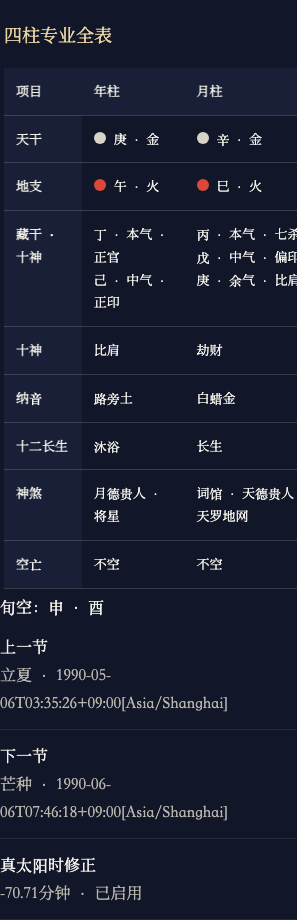 四柱专业全表
项目 年柱 月柱
天干 庚 · 金 辛 · 金
地支 午 · 火 巳 · 火
藏干 · 丁 · 本气 · 丙 · 本气 · 七杀
十神 正官 戊 · 中气 · 偏印
己 · 中气 · 庚 · 余气 · 比肩
正印
十神 比肩 劫财
纳音 路旁土 白蜡金
十二长生 沐浴 长生
神煞 月德贵人 · 词馆 · 天德贵人
将星 天罗地网
空亡 不空 不空
旬空：申 · 酉
上一节
立夏 · 1990-05-
06T03:35:26+09:00[Asia/Shanghai]
下一节
芒种 · 1990-06-
06T07:46:18+09:00[Asia/Shanghai]
真太阳时修正
-70.71分钟 · 已启用